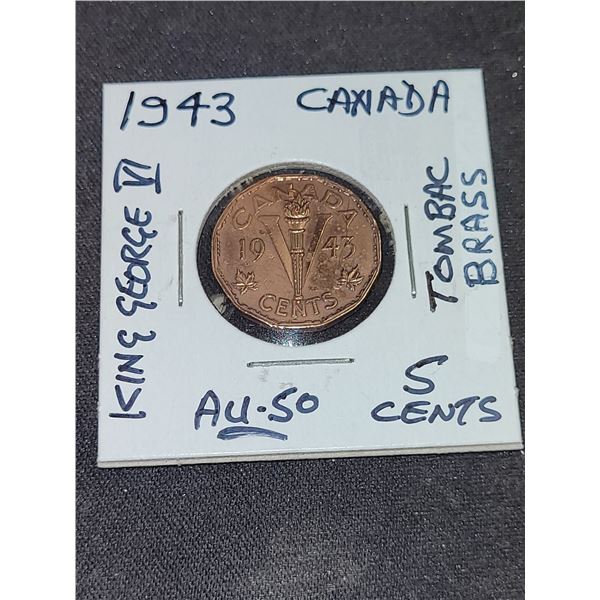 1943 CANADA
KING GEORGE VI
TOMBAC
BRASS
CANADA
19 43
CENTS
AU-50
5
CENTS